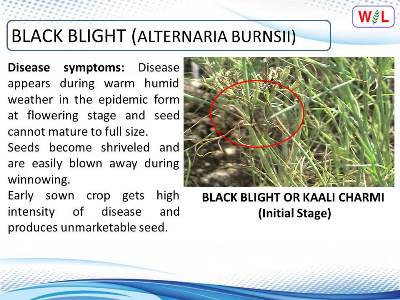 W L
BLACK BLIGHT (ALTERNARIA BURNSII)
Disease symptoms: Disease
appears during warm humid
weather in the epidemic form
at flowering stage and seed
cannot mature to full size.
Seeds become shriveled and
are easily blown away during
winnowing.
Early sown crop gets high
intensity of disease and
produces unmarketable seed.
BLACK BLIGHT OR KAALI CHARMI
(Initial Stage)